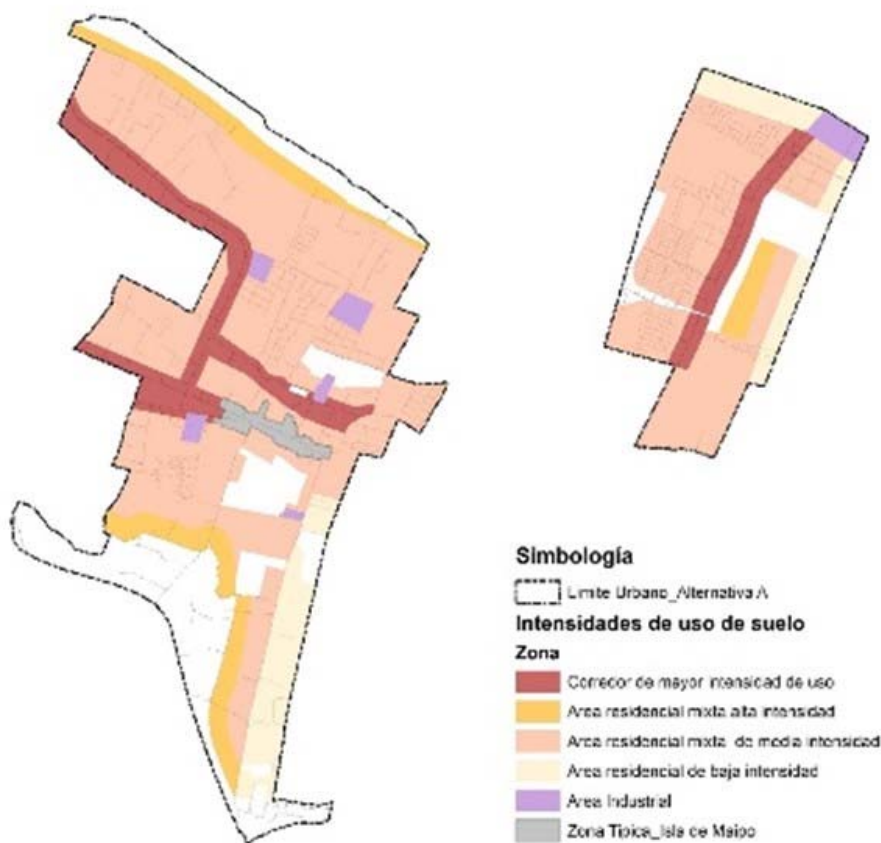 Simbología
Limite Urbano_Alternativa A
Intensidades de uso de suelo
Zona
Corredor de mayor intensidad de uso
Area residencial mixta alta intensidad
Area residencial mixta de media intensidad
Area residencial de baja intensidad
Area Industrial
Zona Tipica_Isla de Maipo